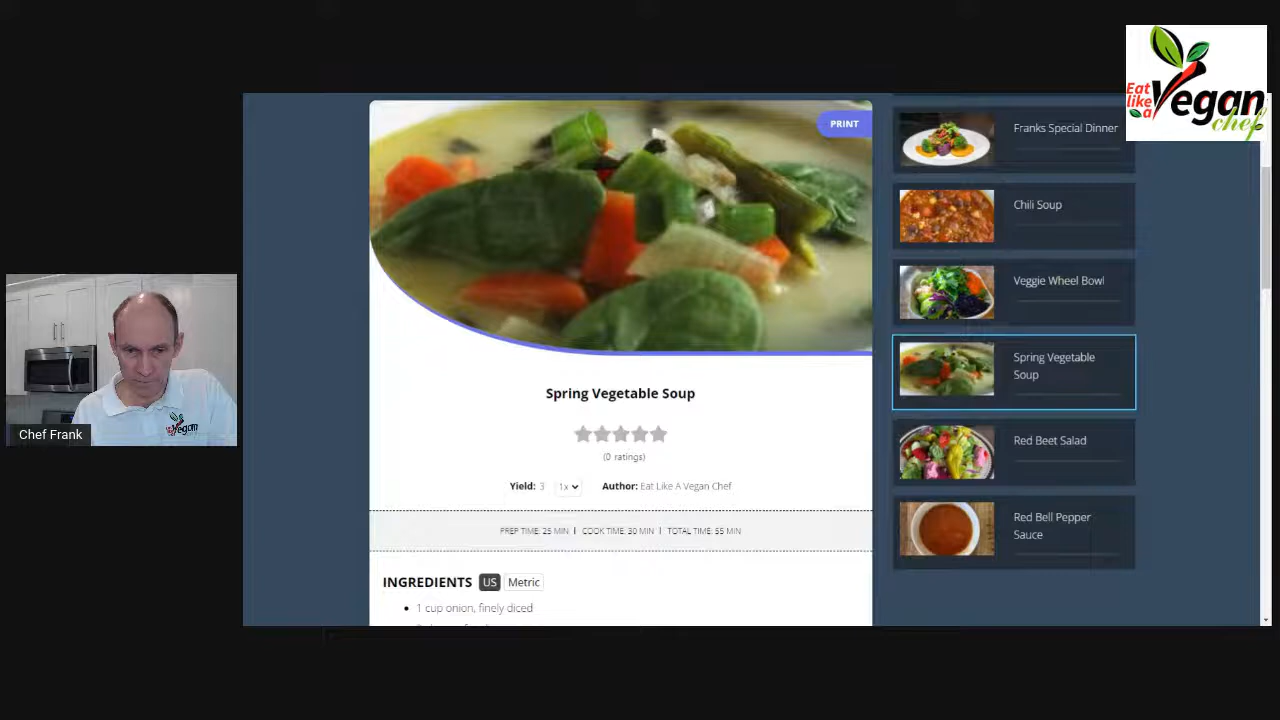 Eat
like
a
Vegan
chef
PRINT
Franks Special Dinner
Chili Soup
Veggie Wheel Bowl
Spring Vegetable
Soup
Red Beet Salad
Red Bell Pepper
Sauce
Chef Frank
Spring Vegetable Soup
(0 ratings)
Yield: 3 1x Author: Eat Like A Vegan Chef
PREP TIME: 25 MIN | COOK TIME: 30 MIN | TOTAL TIME: 55 MIN
INGREDIENTS US Metric
1 cup onion, finely diced